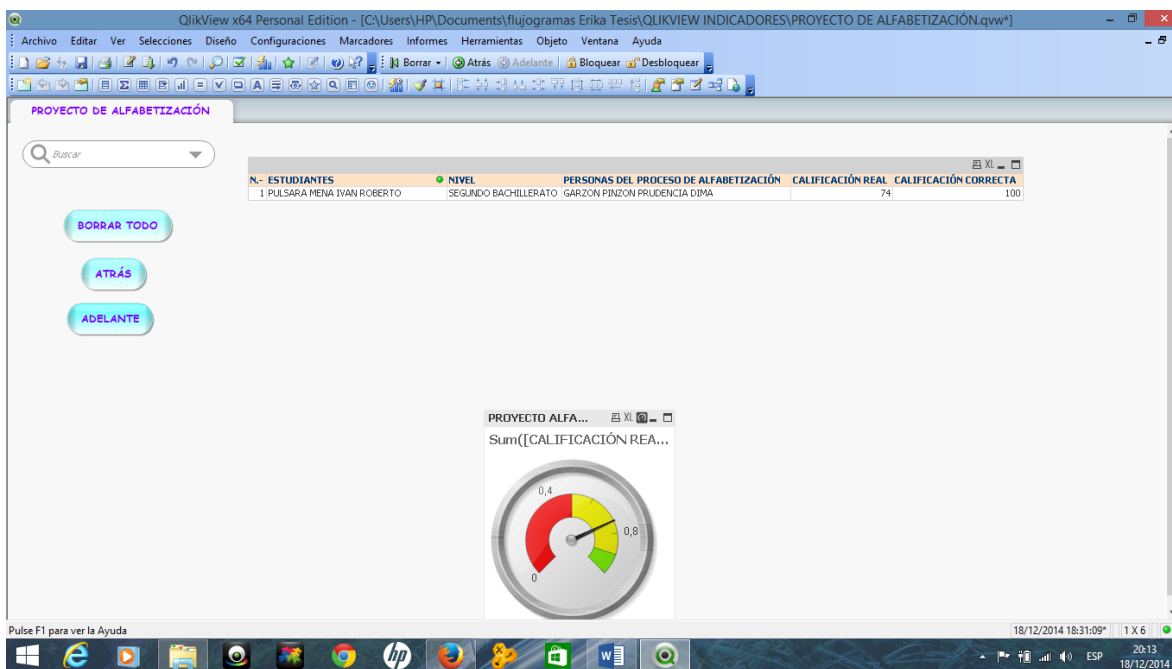 QlikView x64 Personal Edition - [C:\Users\HP\Documents\flujogramas Erika Tesis\QLIKVIEW INDICADORES\PROYECTO DE ALFABETIZACIÓN.qvw*]
Archivo Editar Ver Selecciones Diseño Configuraciones Marcadores Informes Herramientas Objeto Ventana Ayuda
Borrar Atrás Adelante Bloquear Desbloquear
PROYECTO DE ALFABETIZACIÓN
Buscar
XL
N.- ESTUDIANTES NIVEL PERSONAS DEL PROCESO DE ALFABETIZACIÓN CALIFICACIÓN REAL CALIFICACIÓN CORRECTA
1 PULSARA MENA IVAN ROBERTO SEGUNDO BACHILLERATO GARZON PINZON PRUDENCIA DIMA 74 100
BORRAR TODO
ATRÁS
ADELANTE
PROYECTO ALFA... XL
Sum([CALIFICACIÓN REA...
0,4
0,8
0
Pulse F1 para ver la Ayuda 18/12/2014 18:31:09* 1 X 6
hp ESP 20:13
18/12/2014